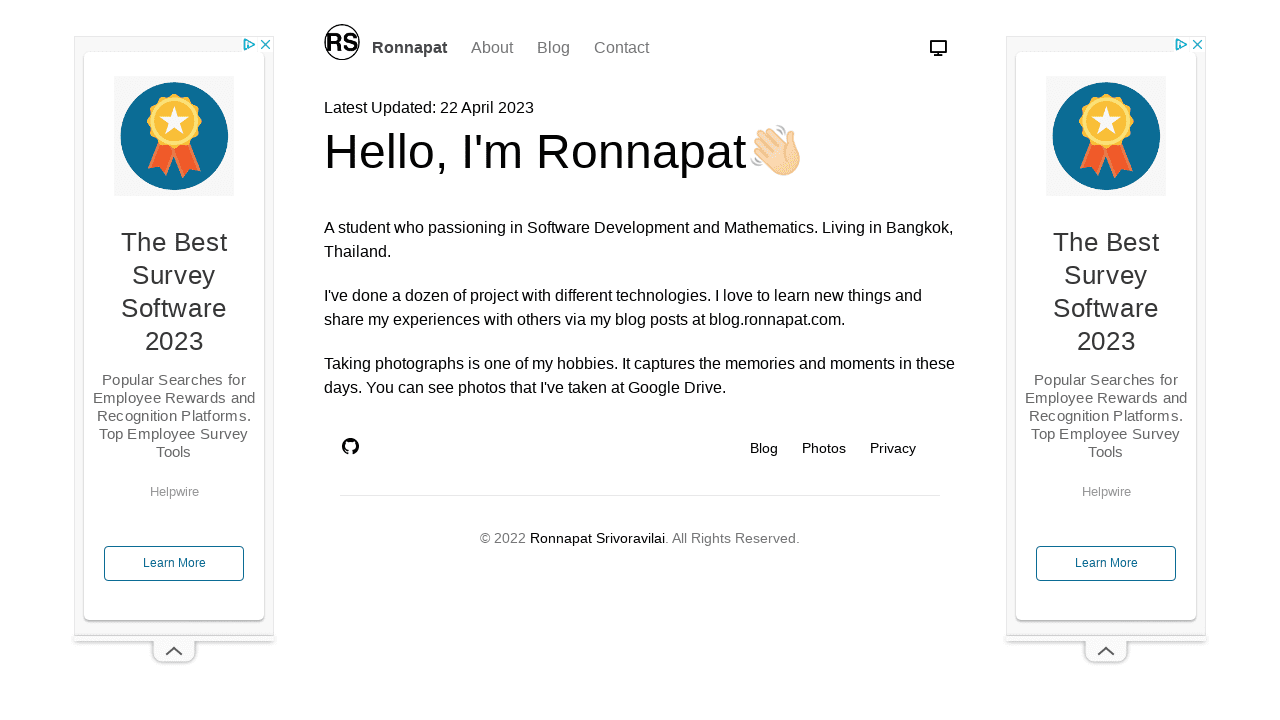 RS
Ronnapat About Blog Contact
Latest Updated: 22 April 2023
Hello, I'm Ronnapat👋🏻
A student who passioning in Software Development and Mathematics. Living in Bangkok,
Thailand.
I've done a dozen of project with different technologies. I love to learn new things and
share my experiences with others via my blog posts at blog.ronnapat.com.
Taking photographs is one of my hobbies. It captures the memories and moments in these
days. You can see photos that I've taken at Google Drive.
Blog Photos Privacy
© 2022 Ronnapat Srivoravilai. All Rights Reserved.
The Best
Survey
Software
2023
Popular Searches for
Employee Rewards and
Recognition Platforms.
Top Employee Survey
Tools
Helpwire
Learn More
The Best
Survey
Software
2023
Popular Searches for
Employee Rewards and
Recognition Platforms.
Top Employee Survey
Tools
Helpwire
Learn More